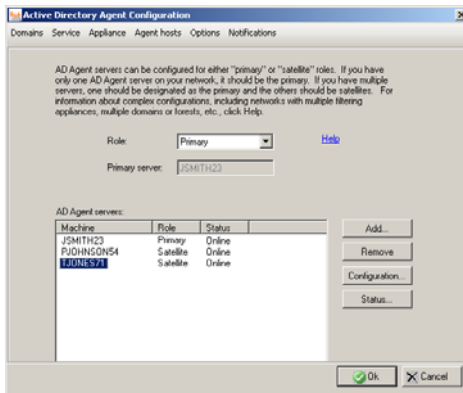 Active Directory Agent Configuration
Domains Service Appliance Agent hosts Options Notifications
AD Agent servers can be configured for either "primary" or "satellite" roles. If you have
only one AD Agent server on your network, it should be the primary. If you have multiple
servers, one should be designated as the primary and the others should be satellites. For
information about complex configurations, including networks with multiple filtering
appliances, multiple domains or forests, etc., click Help.
Role: Primary Help
Primary server: JSMITH23
AD Agent servers:
Machine Role Status
JSMITH23 Primary Online
PJOHNSON54 Satellite Online
TJONES71 Satellite Online
Add...
Remove
Configuration...
Status...
Ok Cancel